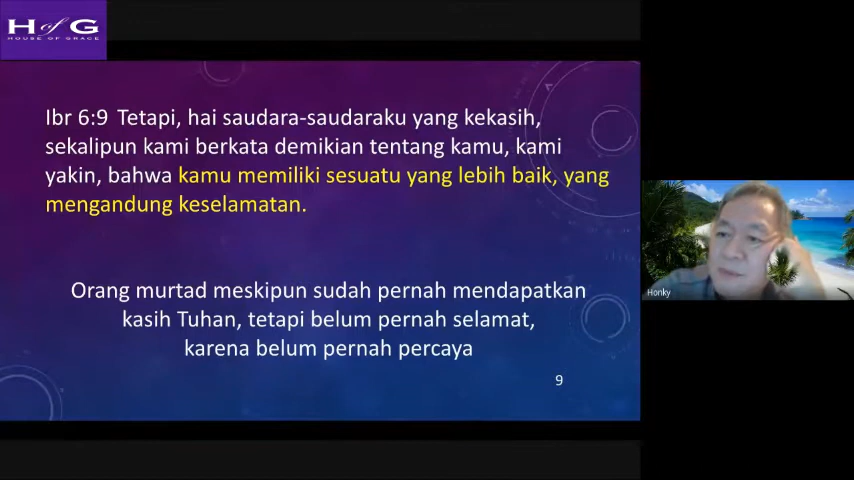 H of G
HOUSE OF GRACE
Ibr 6:9 Tetapi, hai saudara-saudaraku yang kekasih,
sekalipun kami berkata demikian tentang kamu, kami
yakin, bahwa kamu memiliki sesuatu yang lebih baik, yang
mengandung keselamatan.
Orang murtad meskipun sudah pernah mendapatkan
kasih Tuhan, tetapi belum pernah selamat,
karena belum pernah percaya
9
Honky